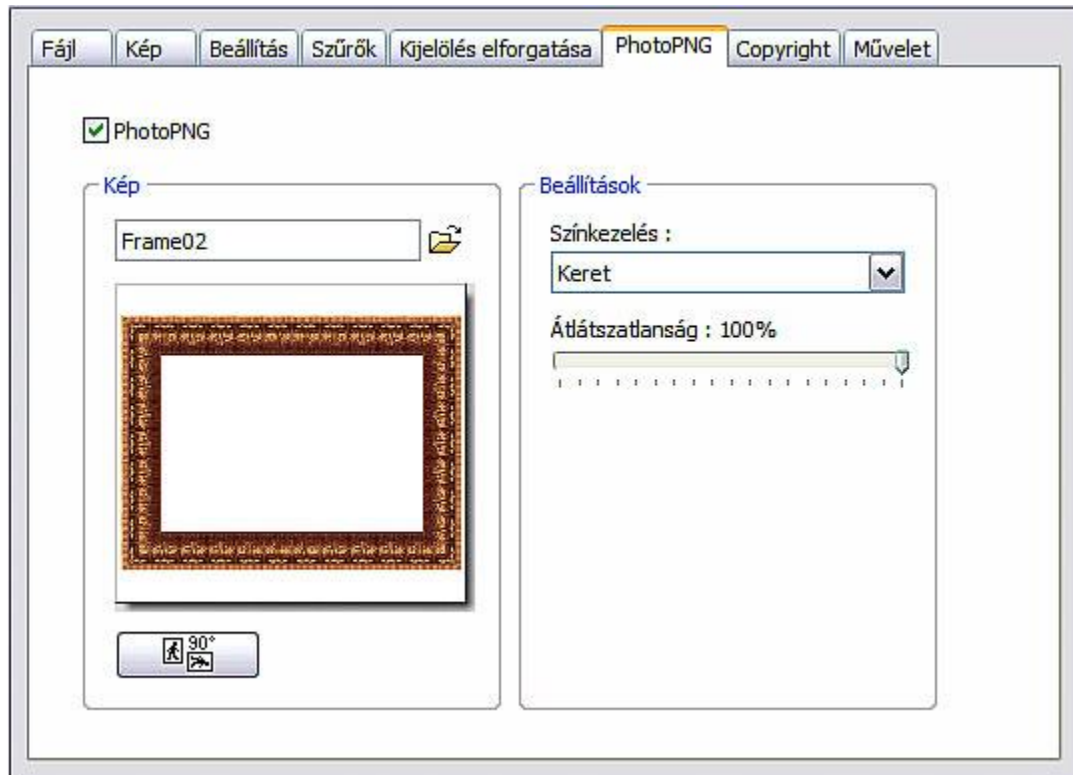 Fájl Kép Beállítás Szűrők Kijelölés elforgatása PhotoPNG Copyright Művelet
PhotoPNG
Kép
Frame02
90°
Beállítások
Színkezelés :
Keret
Átlátszatlanság : 100%